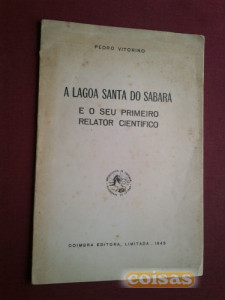 PEDRO VITORINO
A LAGOA SANTA DO SABARÁ
E O SEU PRIMEIRO
RELATOR CIENTÍFICO
COIMBRA EDITORA, LIMITADA
coisas